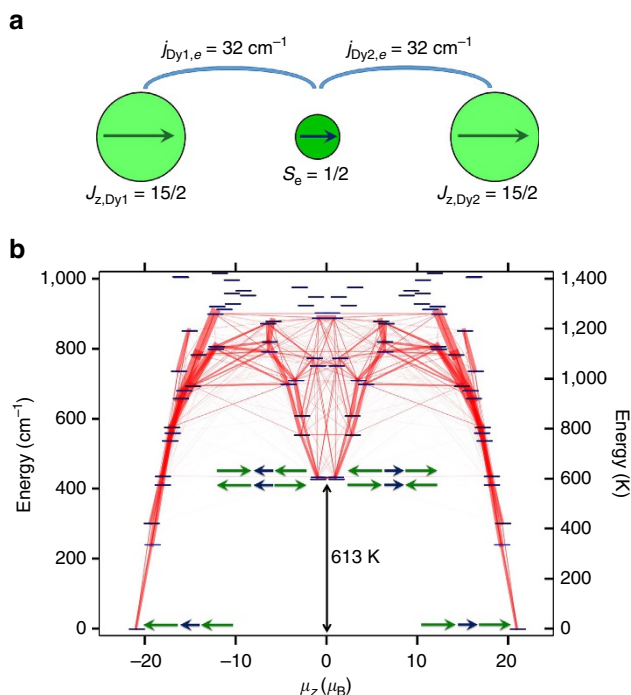 a
j_Dy1,e = 32 cm⁻¹ j_Dy2,e = 32 cm⁻¹
J_z,Dy1 = 15/2 S_e = 1/2 J_z,Dy2 = 15/2
b
1,000 1,400
800 1,200
600 1,000
400 800
200 600
0 400
200
0
Energy (cm⁻¹)
Energy (K)
613 K
−20 −10 0 10 20
μ_z (μ_B)